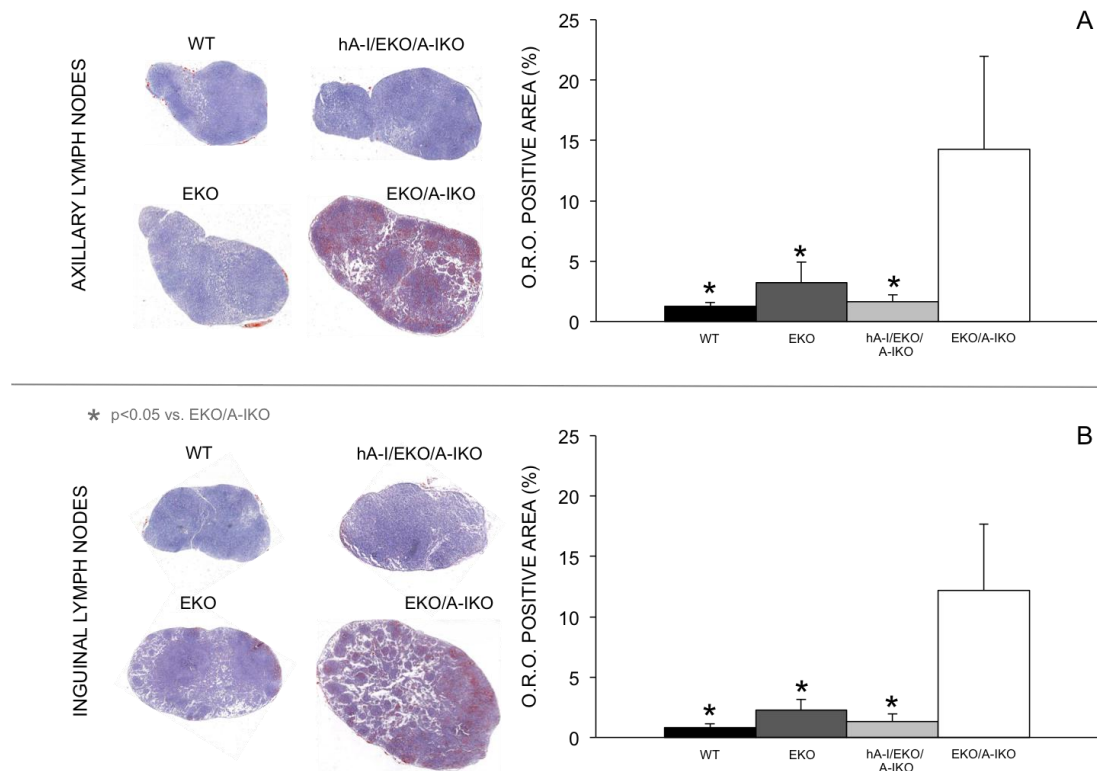 A
WT
hA-I/EKO/A-IKO
EKO
EKO/A-IKO
AXILLARY LYMPH NODES
O.R.O. POSITIVE AREA (%)
25
20
15
10
5
0
*
*
*
WT
EKO
hA-I/EKO/
A-IKO
EKO/A-IKO
* p<0.05 vs. EKO/A-IKO
B
WT
hA-I/EKO/A-IKO
EKO
EKO/A-IKO
INGUINAL LYMPH NODES
O.R.O. POSITIVE AREA (%)
25
20
15
10
5
0
*
*
*
WT
EKO
hA-I/EKO/
A-IKO
EKO/A-IKO